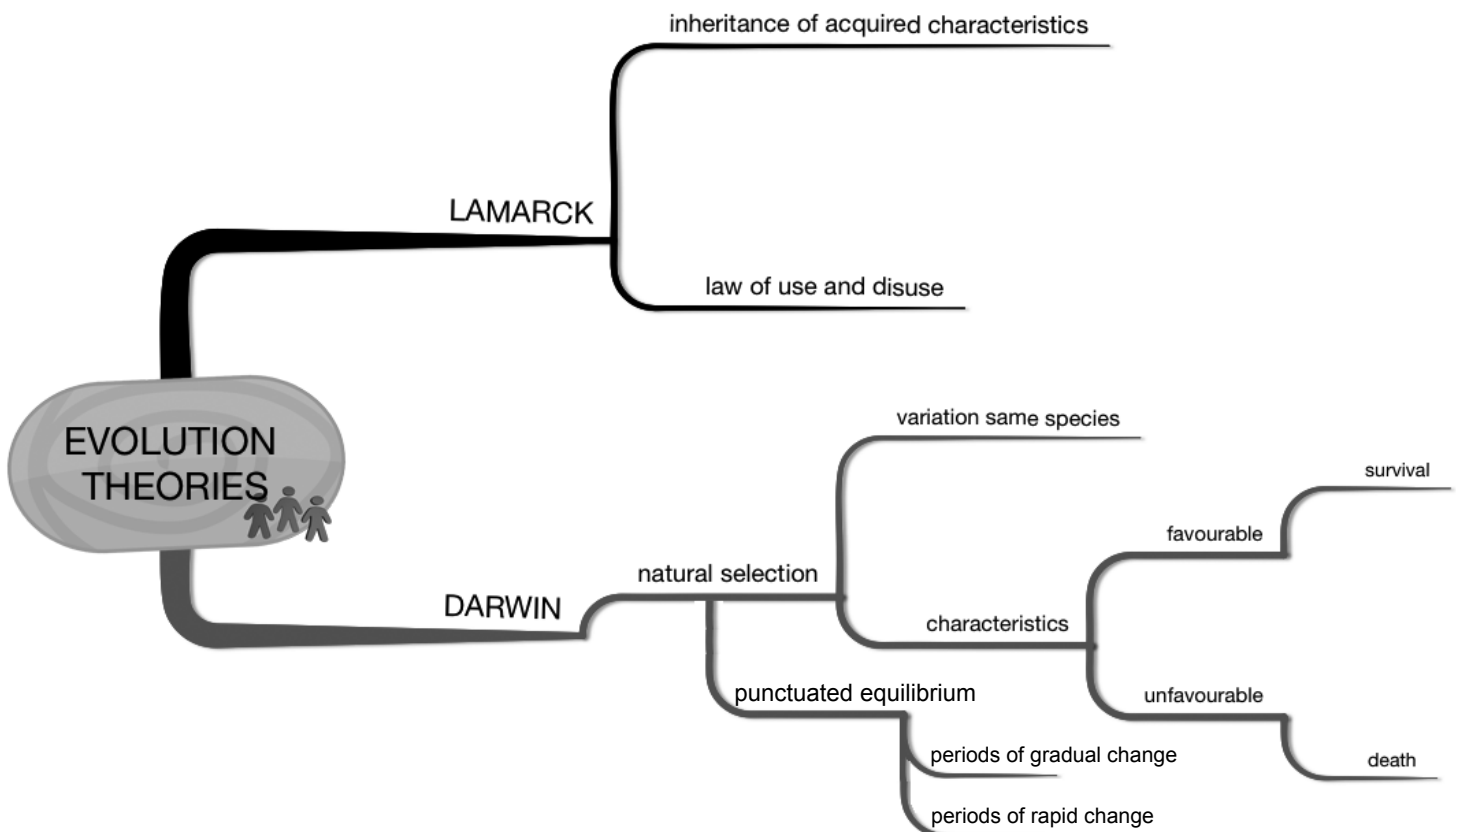 inheritance of acquired characteristics
LAMARCK
law of use and disuse
EVOLUTION
THEORIES
variation same species
survival
favourable
natural selection
DARWIN
characteristics
unfavourable
punctuated equilibrium
periods of gradual change
death
periods of rapid change